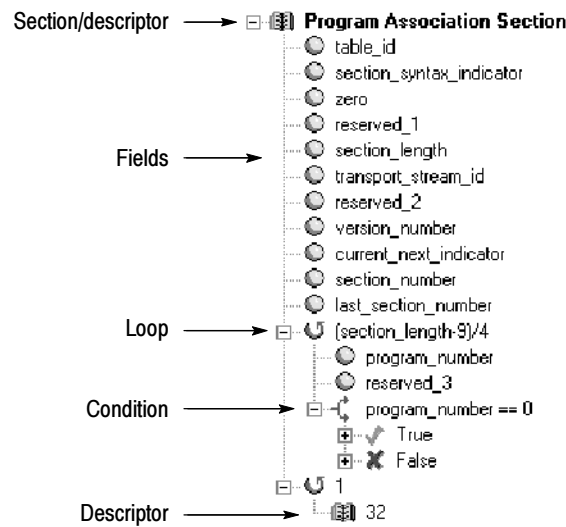 Section/descriptor
Program Association Section
table_id
section_syntax_indicator
zero
reserved_1
Fields
section_length
transport_stream_id
reserved_2
version_number
current_next_indicator
section_number
last_section_number
Loop
(section_length-9)/4
program_number
reserved_3
Condition
program_number == 0
True
False
1
Descriptor
32